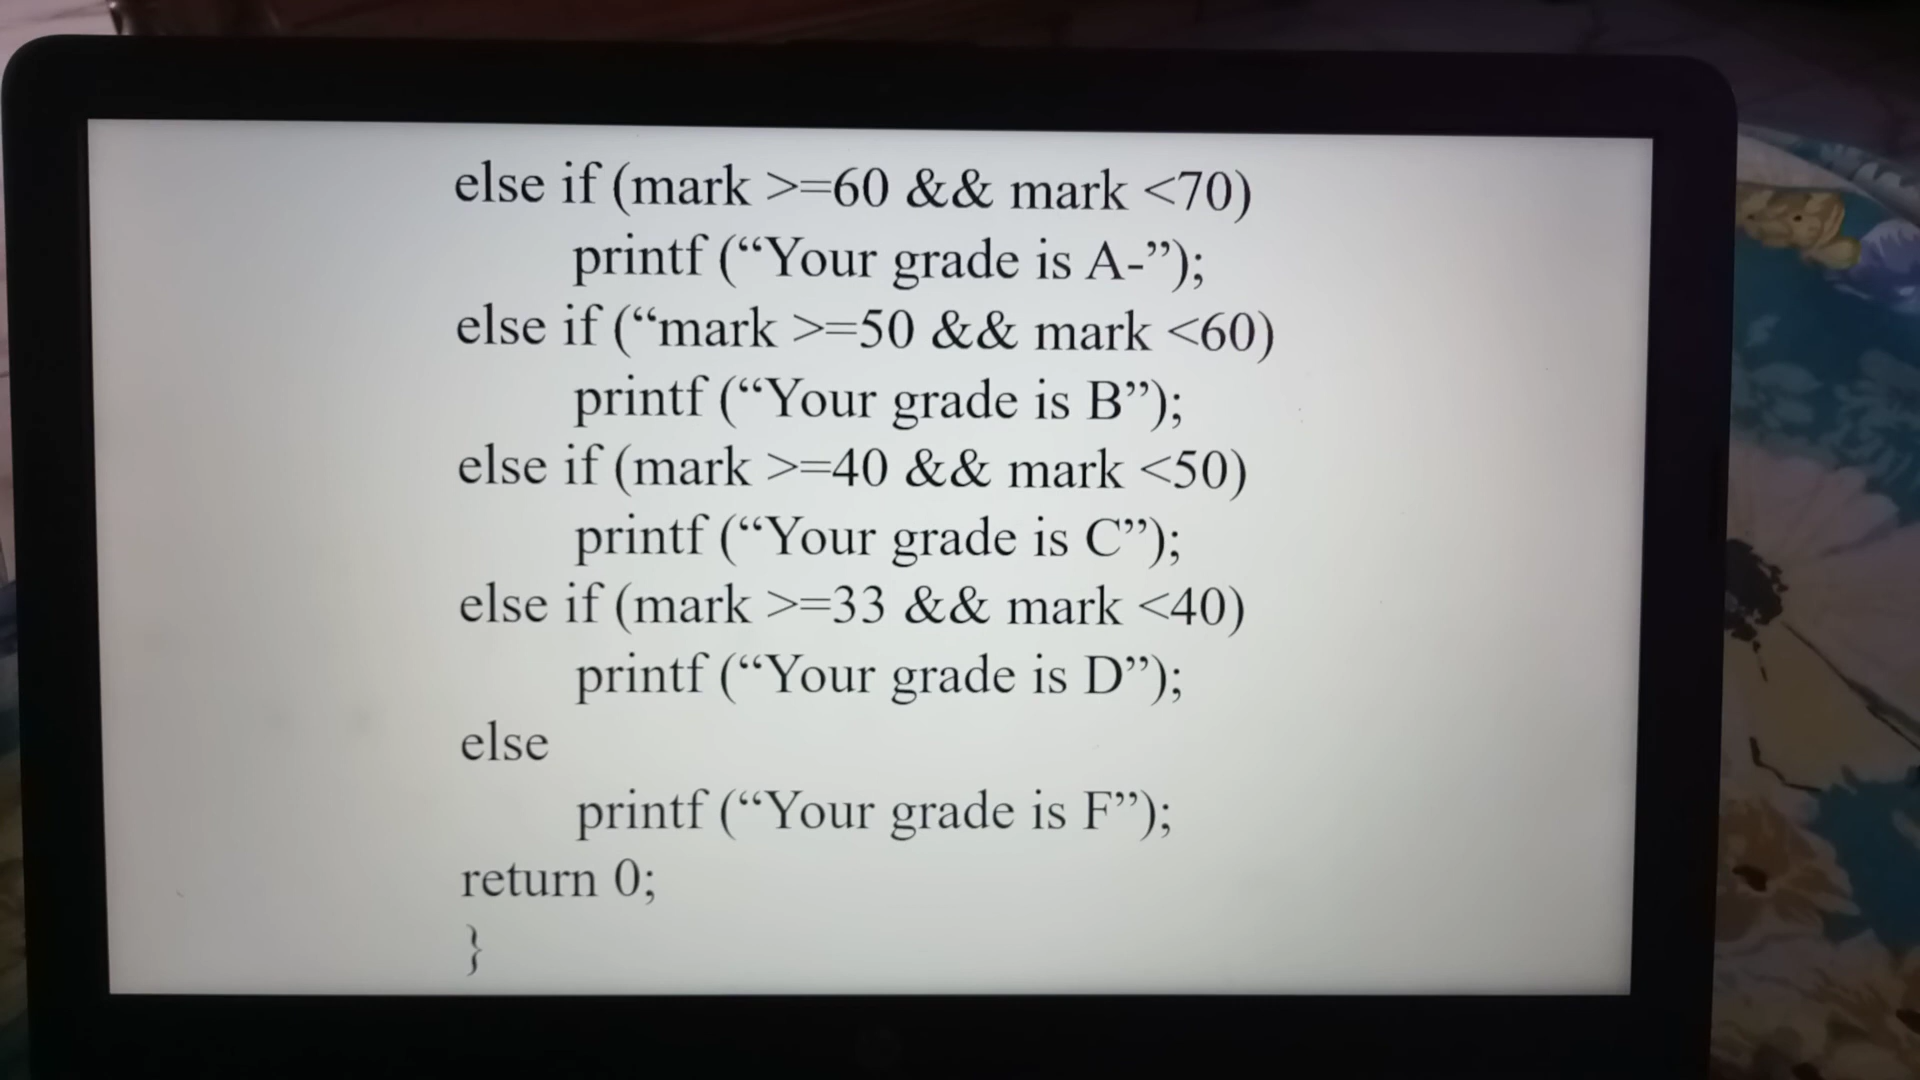 else if (mark >=60 && mark <70)
printf (“Your grade is A-”);
else if (“mark >=50 && mark <60)
printf (“Your grade is B”);
else if (mark >=40 && mark <50)
printf (“Your grade is C”);
else if (mark >=33 && mark <40)
printf (“Your grade is D”);
else
printf (“Your grade is F”);
return 0;
}